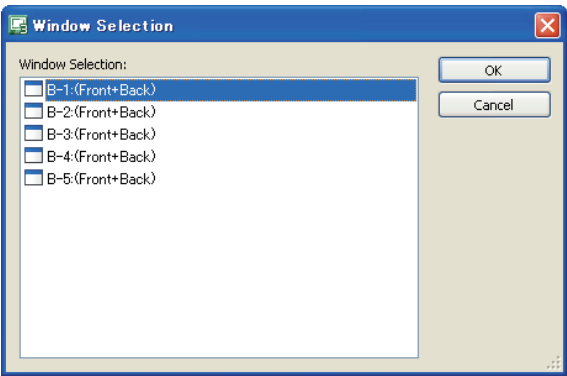 Window Selection
Window Selection:
B-1:(Front+Back)
B-2:(Front+Back)
B-3:(Front+Back)
B-4:(Front+Back)
B-5:(Front+Back)
OK
Cancel